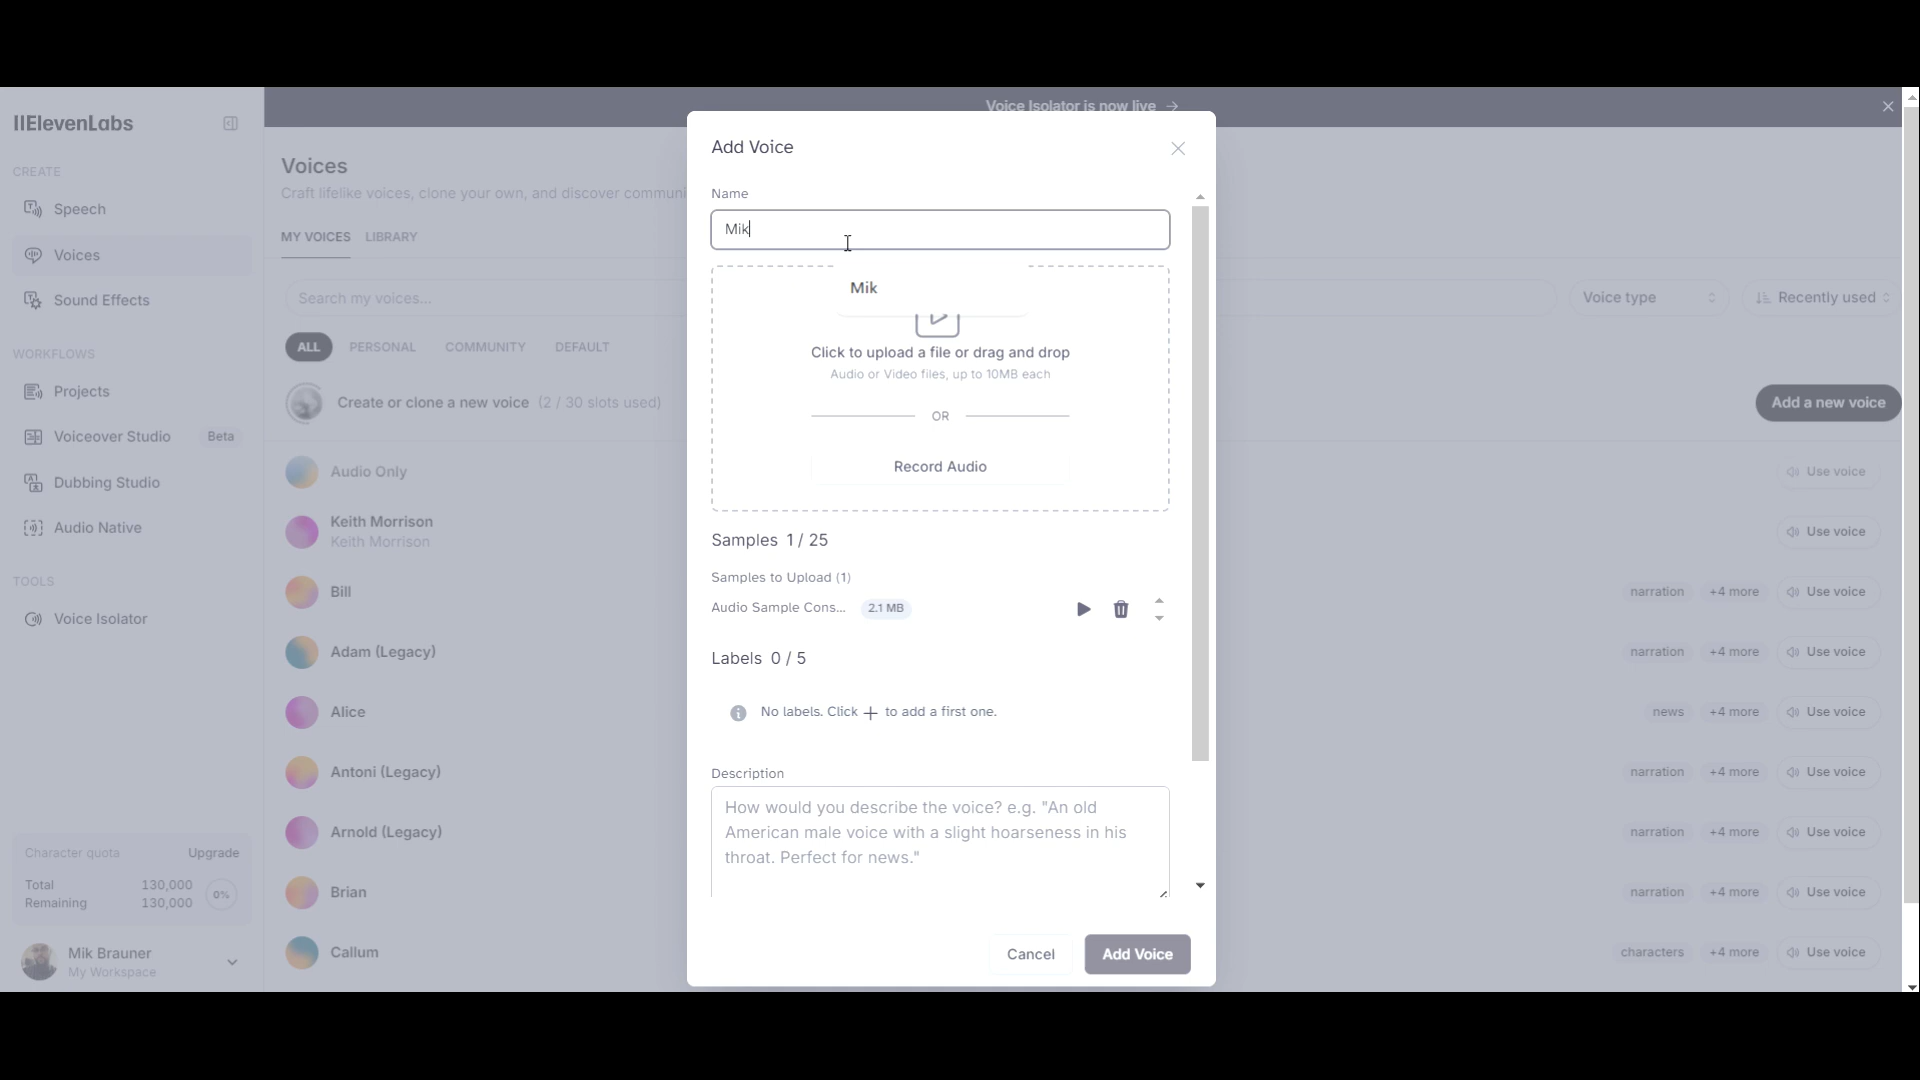 IIElevenLabs
CREATE
Speech
Voices
Sound Effects
WORKFLOWS
Projects
Voiceover Studio Beta
Dubbing Studio
Audio Native
TOOLS
Voice Isolator
Character quota Upgrade
Total 130,000
Remaining 130,000
0%
Mik Brauner
My Workspace
Voice Isolator is now live →
Voices
Craft lifelike voices, clone your own, and discover communi
MY VOICES LIBRARY
Search my voices...
Voice type
Recently used
ALL PERSONAL COMMUNITY DEFAULT
Create or clone a new voice (2 / 30 slots used)
Add a new voice
Audio Only
Use voice
Keith Morrison
Keith Morrison
Use voice
Bill
narration +4 more Use voice
Adam (Legacy)
narration +4 more Use voice
Alice
news +4 more Use voice
Antoni (Legacy)
narration +4 more Use voice
Arnold (Legacy)
narration +4 more Use voice
Brian
narration +4 more Use voice
Callum
characters +4 more Use voice
Add Voice
Name
Mik
Mik
Click to upload a file or drag and drop
Audio or Video files, up to 10MB each
OR
Record Audio
Samples 1 / 25
Samples to Upload (1)
Audio Sample Cons... 2.1 MB
Labels 0 / 5
No labels. Click + to add a first one.
Description
How would you describe the voice? e.g. "An old
American male voice with a slight hoarseness in his
throat. Perfect for news."
Cancel
Add Voice